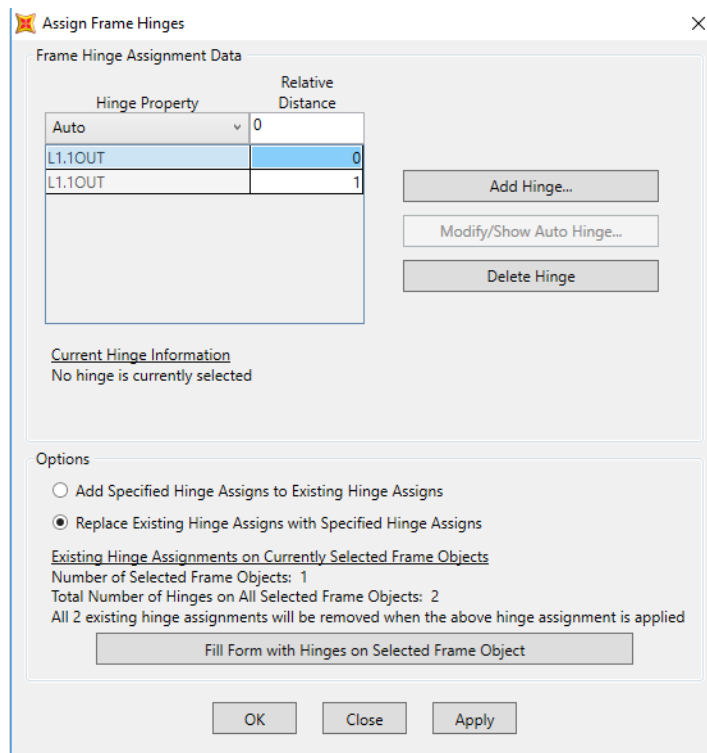 Assign Frame Hinges
Frame Hinge Assignment Data
Relative
Hinge Property Distance
Auto 0
L1.1OUT 0
L1.1OUT 1
Add Hinge...
Modify/Show Auto Hinge...
Delete Hinge
Current Hinge Information
No hinge is currently selected
Options
Add Specified Hinge Assigns to Existing Hinge Assigns
Replace Existing Hinge Assigns with Specified Hinge Assigns
Existing Hinge Assignments on Currently Selected Frame Objects
Number of Selected Frame Objects: 1
Total Number of Hinges on All Selected Frame Objects: 2
All 2 existing hinge assignments will be removed when the above hinge assignment is applied
Fill Form with Hinges on Selected Frame Object
OK Close Apply